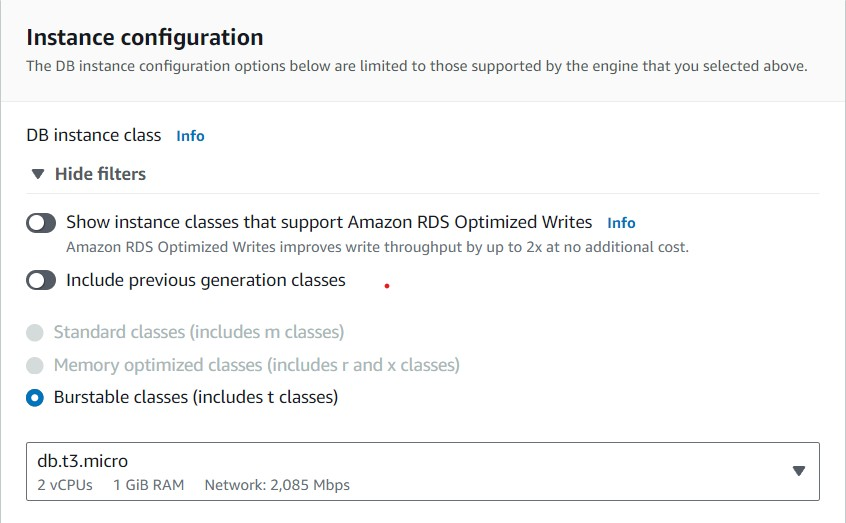 Instance configuration
The DB instance configuration options below are limited to those supported by the engine that you selected above.
DB instance class Info
Hide filters
Show instance classes that support Amazon RDS Optimized Writes Info
Amazon RDS Optimized Writes improves write throughput by up to 2x at no additional cost.
Include previous generation classes
Standard classes (includes m classes)
Memory optimized classes (includes r and x classes)
Burstable classes (includes t classes)
db.t3.micro
2 vCPUs 1 GiB RAM Network: 2,085 Mbps